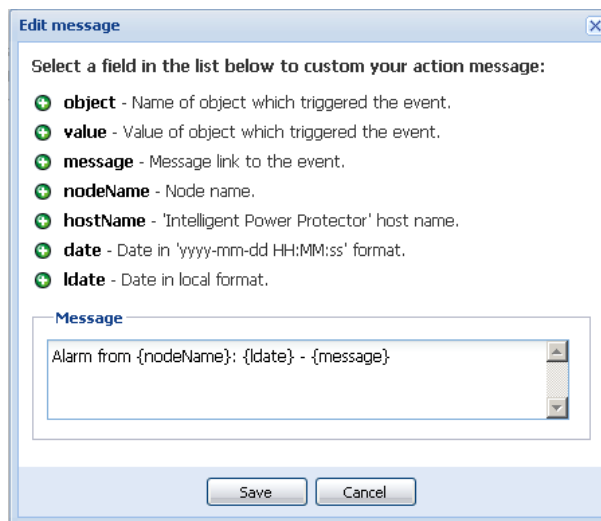 Edit message
Select a field in the list below to custom your action message:
object - Name of object which triggered the event.
value - Value of object which triggered the event.
message - Message link to the event.
nodeName - Node name.
hostName - 'Intelligent Power Protector' host name.
date - Date in 'yyyy-mm-dd HH:MM:ss' format.
ldate - Date in local format.
Message
Alarm from {nodeName}: {ldate} - {message}
Save Cancel